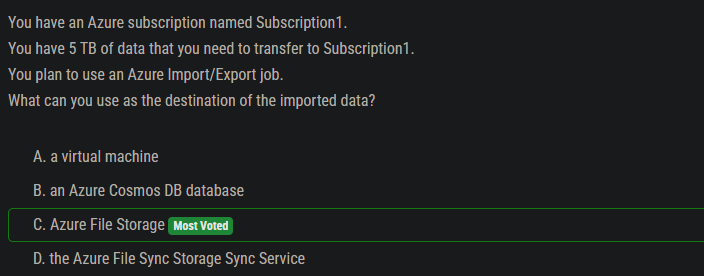 You have an Azure subscription named Subscription1.
You have 5 TB of data that you need to transfer to Subscription1.
You plan to use an Azure Import/Export job.
What can you use as the destination of the imported data?
A. a virtual machine
B. an Azure Cosmos DB database
C. Azure File Storage Most Voted
D. the Azure File Sync Storage Sync Service